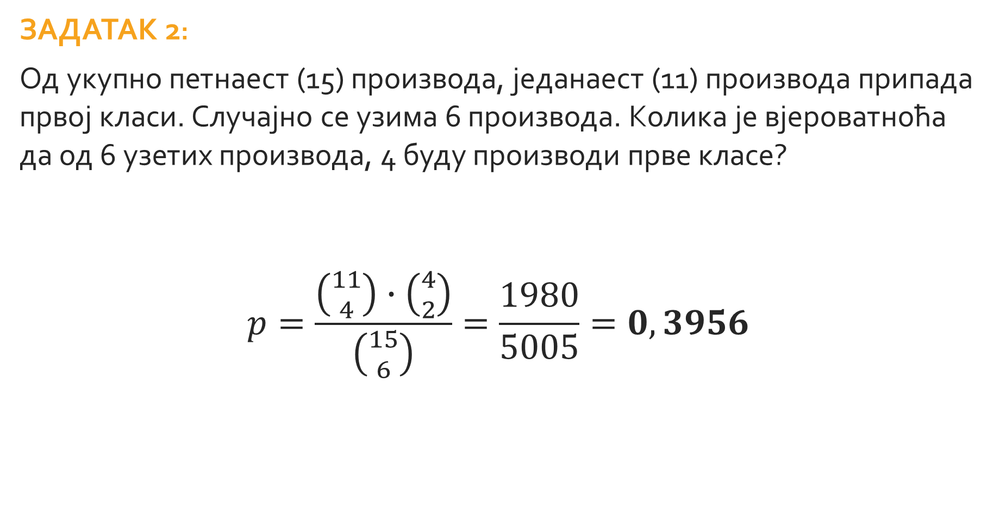 ЗАДАТАК 2:
Од укупно петнаест (15) производа, једанаест (11) производа припада
првој класи. Случајно се узима 6 производа. Колика је вјероватноћа
да од 6 узетих производа, 4 буду производи прве класе?
p = \frac{\binom{11}{4} \cdot \binom{4}{2}}{\binom{15}{6}} = \frac{1980}{5005} = 0,3956